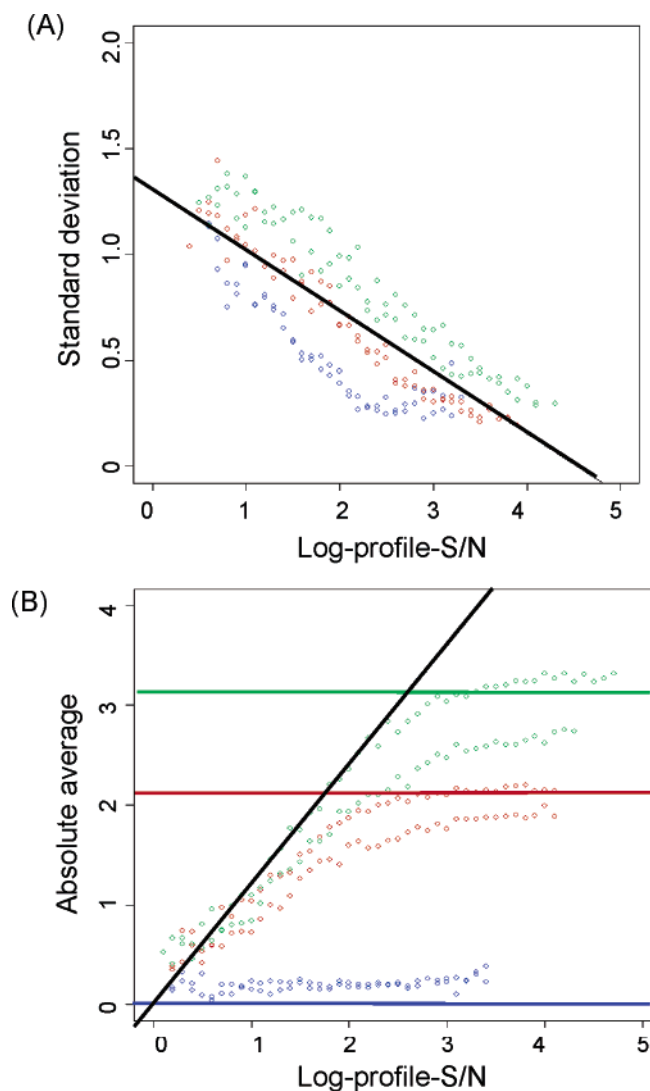 (A)
2.0
1.5
1.0
0.5
0
Standard deviation
0 1 2 3 4 5
Log-profile-S/N
(B)
4
3
2
1
0
Absolute average
0 1 2 3 4 5
Log-profile-S/N